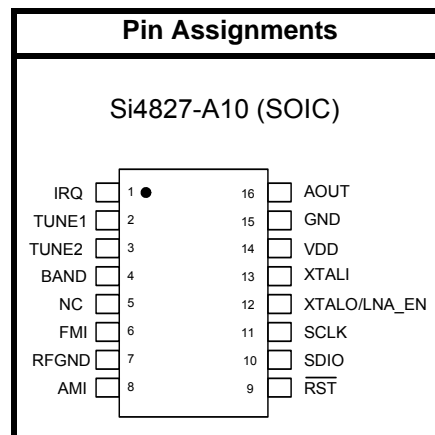 Pin Assignments
Si4827-A10 (SOIC)
IRQ 1 16 AOUT
TUNE1 2 15 GND
TUNE2 3 14 VDD
BAND 4 13 XTALI
NC 5 12 XTALO/LNA_EN
FMI 6 11 SCLK
RFGND 7 10 SDIO
AMI 8 9 R̅S̅T̅